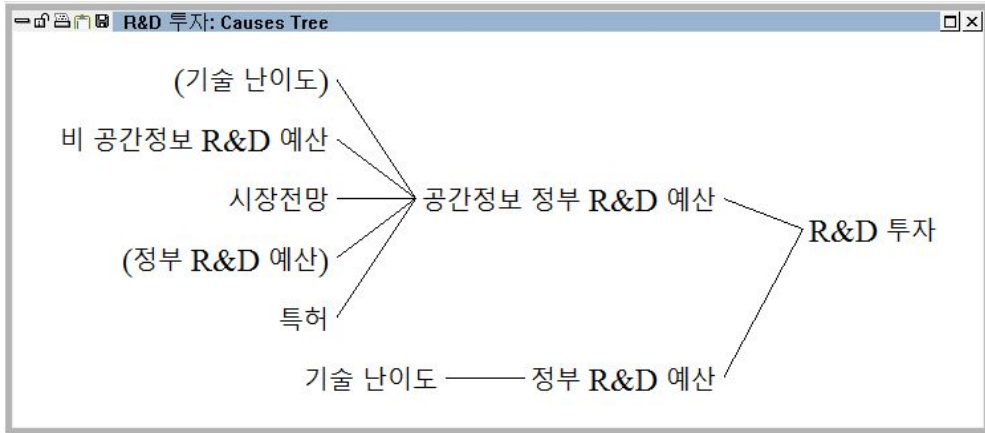 R&D 투자: Causes Tree
(기술 난이도)
비 공간정보 R&D 예산
시장전망
공간정보 정부 R&D 예산
R&D 투자
(정부 R&D 예산)
특허
기술 난이도
정부 R&D 예산